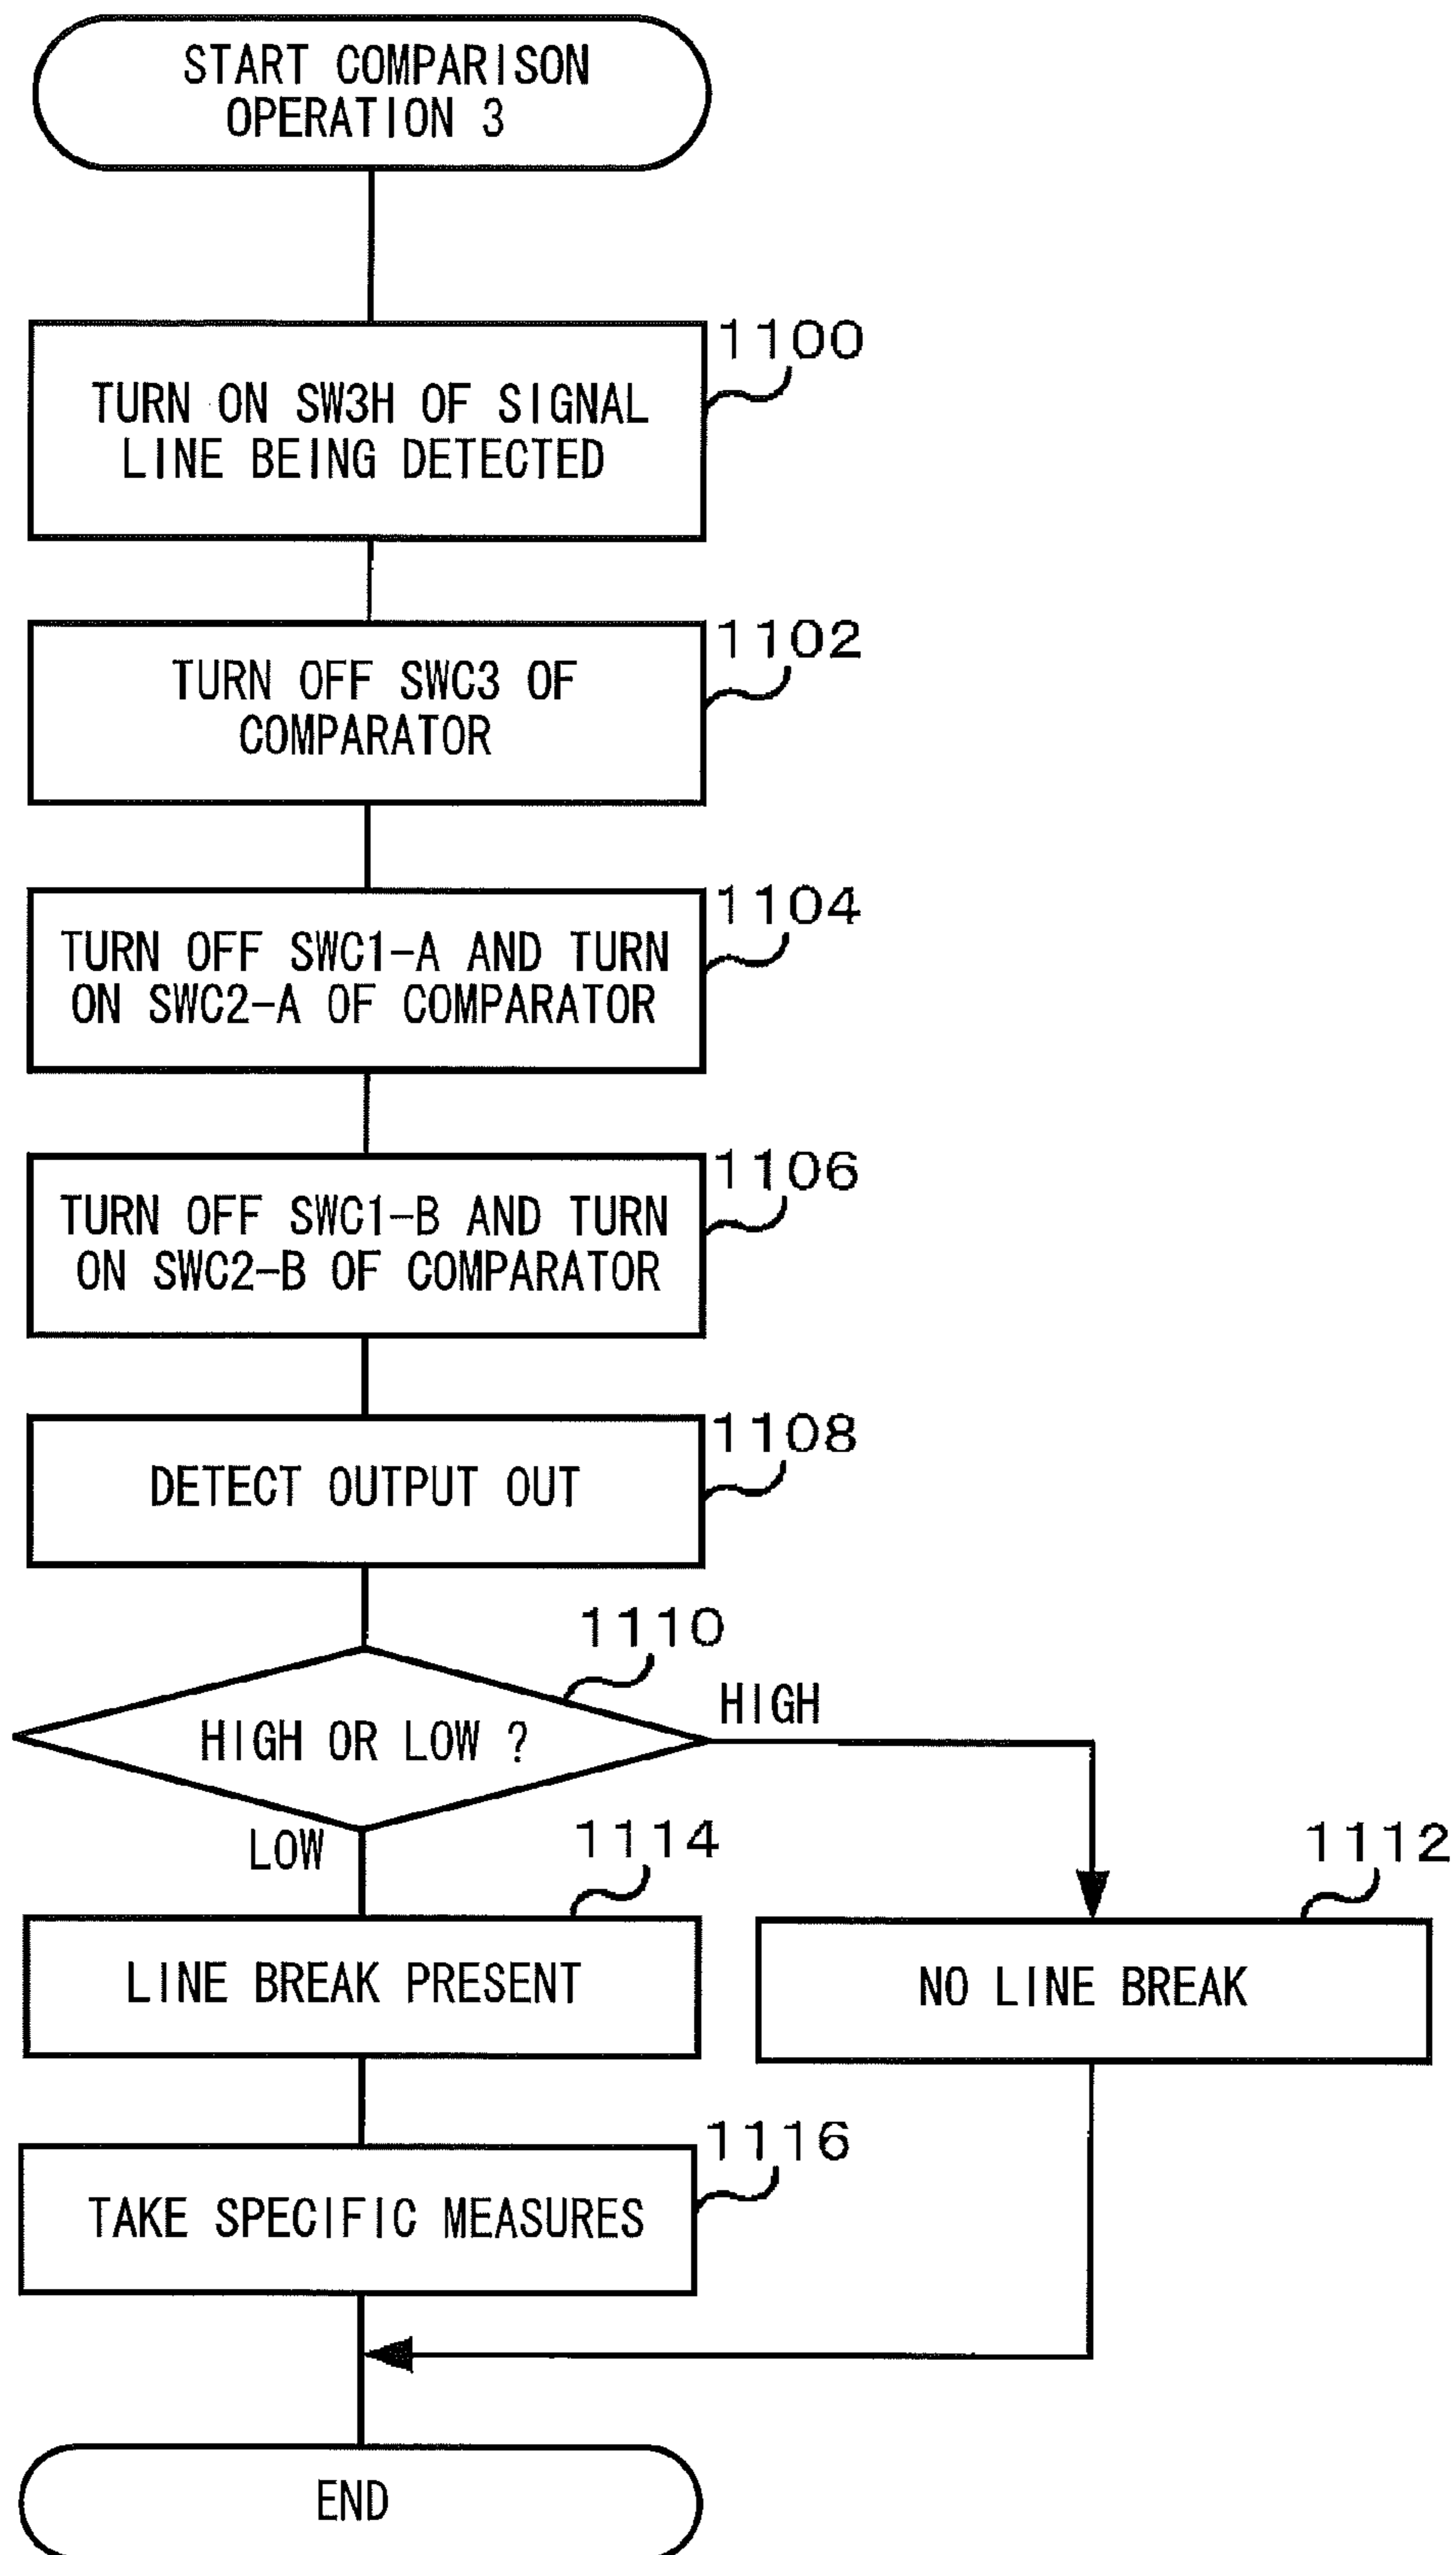 START COMPARISON
OPERATION 3
1100
TURN ON SW3H OF SIGNAL
LINE BEING DETECTED
1102
TURN OFF SWC3 OF
COMPARATOR
1104
TURN OFF SWC1-A AND TURN
ON SWC2-A OF COMPARATOR
1106
TURN OFF SWC1-B AND TURN
ON SWC2-B OF COMPARATOR
1108
DETECT OUTPUT OUT
1110
HIGH OR LOW ?
HIGH
LOW
1114
LINE BREAK PRESENT
1112
NO LINE BREAK
1116
TAKE SPECIFIC MEASURES
END